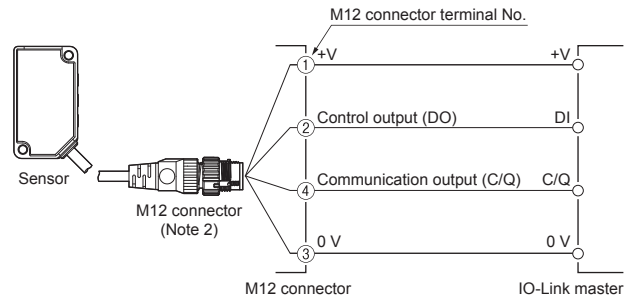 M12 connector terminal No.
1 +V +V
2 Control output (DO) DI
4 Communication output (C/Q) C/Q
3 0 V 0 V
Sensor
M12 connector
(Note 2)
M12 connector
IO-Link master